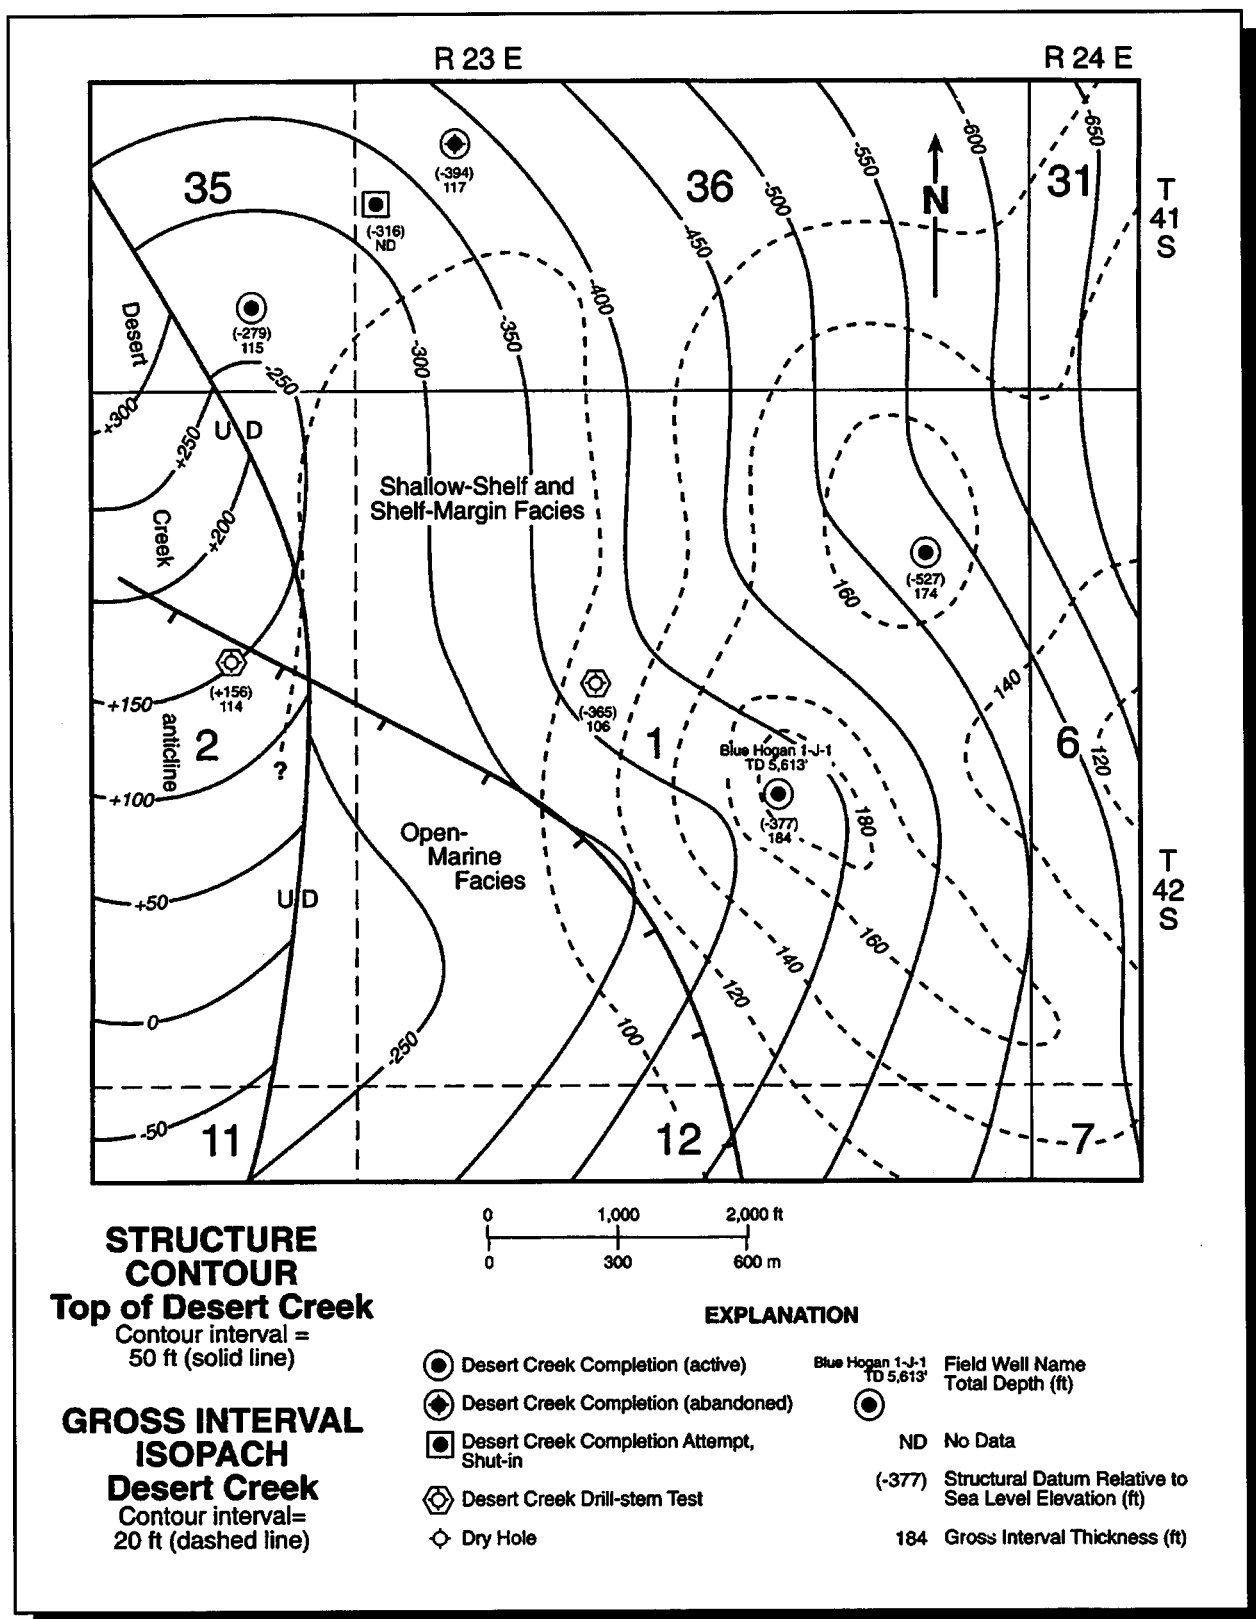 R 23 E
R 24 E
35
36
31
T
41
S
N
(-394)
117
(-316)
ND
(-279)
115
-250
-300
-350
-400
-450
-500
-550
-600
-650
Desert
Creek
anticline
+300
+250
+200
+150
+100
+50
0
-50
U D
Shallow-Shelf and
Shelf-Margin Facies
(-527)
174
160
140
120
(+156)
114
(-365)
106
2
1
6
?
Blue Hogan 1-J-1
TD 5,613'
(-377)
184
180
Open-
Marine
Facies
U D
T
42
S
160
140
120
100
-250
11
12
7
0 1,000 2,000 ft
0 300 600 m
STRUCTURE
CONTOUR
Top of Desert Creek
Contour interval =
50 ft (solid line)
GROSS INTERVAL
ISOPACH
Desert Creek
Contour interval=
20 ft (dashed line)
EXPLANATION
Desert Creek Completion (active)
Desert Creek Completion (abandoned)
Desert Creek Completion Attempt,
Shut-in
Desert Creek Drill-stem Test
Dry Hole
Blue Hogan 1-J-1
TD 5,613'
Field Well Name
Total Depth (ft)
ND No Data
(-377) Structural Datum Relative to
Sea Level Elevation (ft)
184 Gross Interval Thickness (ft)